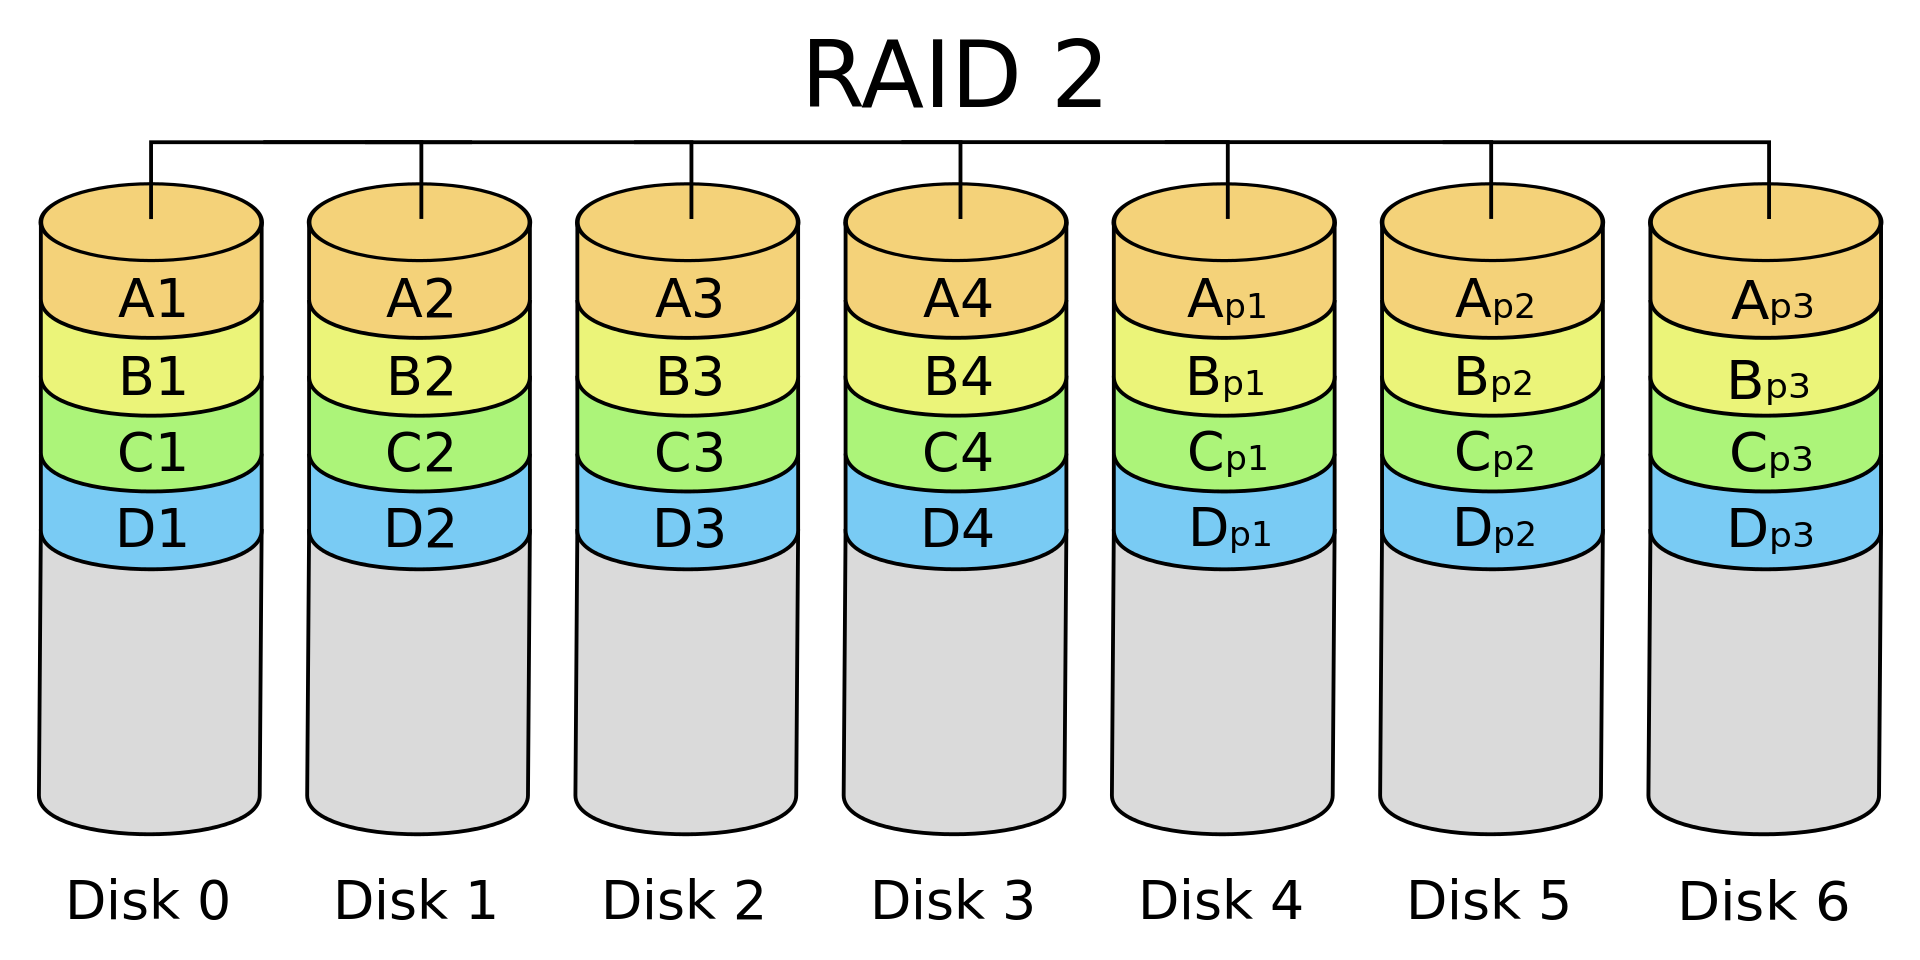 RAID 2
A1 A2 A3 A4 Ap1 Ap2 Ap3
B1 B2 B3 B4 Bp1 Bp2 Bp3
C1 C2 C3 C4 Cp1 Cp2 Cp3
D1 D2 D3 D4 Dp1 Dp2 Dp3
Disk 0 Disk 1 Disk 2 Disk 3 Disk 4 Disk 5 Disk 6